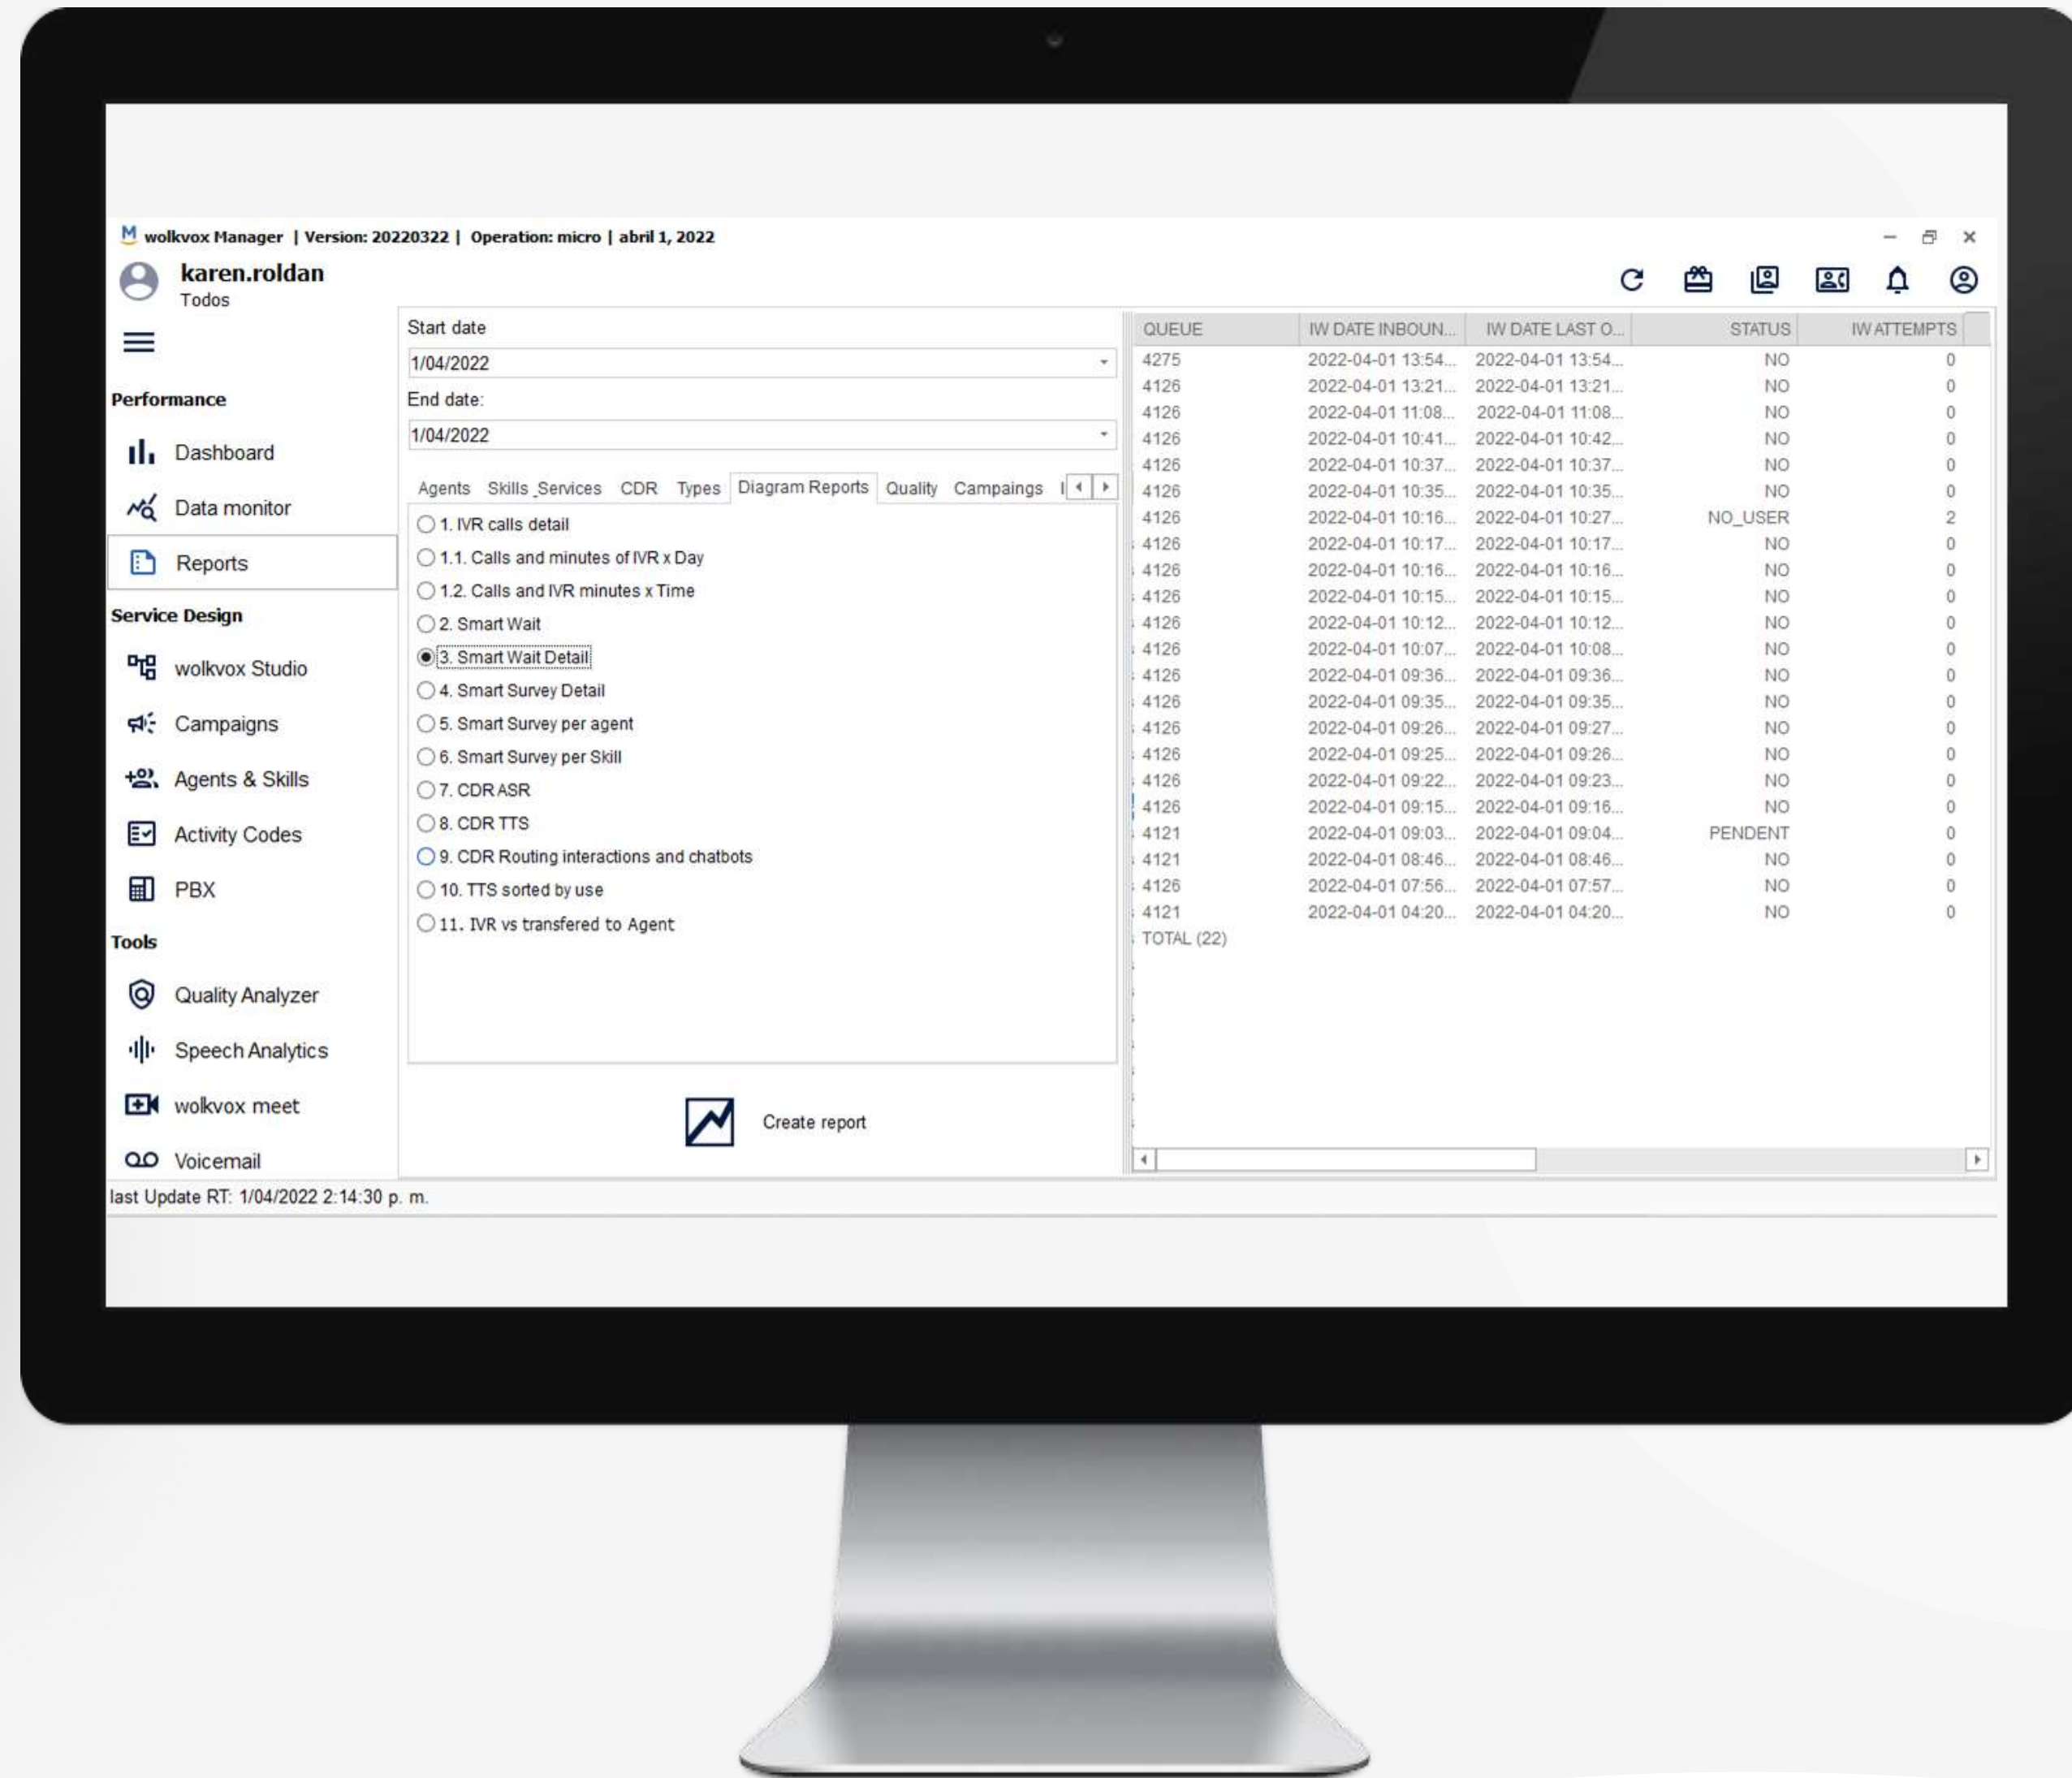 M wolkvox Manager | Version: 20220322 | Operation: micro | abril 1, 2022
karen.roldan
Todos
Performance
Dashboard
Data monitor
Reports
Service Design
wolkvox Studio
Campaigns
Agents & Skills
Activity Codes
PBX
Tools
Quality Analyzer
Speech Analytics
wolkvox meet
Voicemail
Start date
1/04/2022
End date:
1/04/2022
Agents Skills_Services CDR Types Diagram Reports Quality Campaings
1. IVR calls detail
1.1. Calls and minutes of IVR x Day
1.2. Calls and IVR minutes x Time
2. Smart Wait
3. Smart Wait Detail
4. Smart Survey Detail
5. Smart Survey per agent
6. Smart Survey per Skill
7. CDR ASR
8. CDR TTS
9. CDR Routing interactions and chatbots
10. TTS sorted by use
11. IVR vs transfered to Agent
Create report
QUEUE IW DATE INBOUN... IW DATE LAST O... STATUS IW ATTEMPTS
4275 2022-04-01 13:54... 2022-04-01 13:54... NO 0
4126 2022-04-01 13:21... 2022-04-01 13:21... NO 0
4126 2022-04-01 11:08... 2022-04-01 11:08... NO 0
4126 2022-04-01 10:41... 2022-04-01 10:42... NO 0
4126 2022-04-01 10:37... 2022-04-01 10:37... NO 0
4126 2022-04-01 10:35... 2022-04-01 10:35... NO 0
4126 2022-04-01 10:16... 2022-04-01 10:27... NO_USER 2
4126 2022-04-01 10:17... 2022-04-01 10:17... NO 0
4126 2022-04-01 10:16... 2022-04-01 10:16... NO 0
4126 2022-04-01 10:15... 2022-04-01 10:15... NO 0
4126 2022-04-01 10:12... 2022-04-01 10:12... NO 0
4126 2022-04-01 10:07... 2022-04-01 10:08... NO 0
4126 2022-04-01 09:36... 2022-04-01 09:36... NO 0
4126 2022-04-01 09:35... 2022-04-01 09:35... NO 0
4126 2022-04-01 09:26... 2022-04-01 09:27... NO 0
4126 2022-04-01 09:25... 2022-04-01 09:26... NO 0
4126 2022-04-01 09:22... 2022-04-01 09:23... NO 0
4126 2022-04-01 09:15... 2022-04-01 09:16... NO 0
4121 2022-04-01 09:03... 2022-04-01 09:04... PENDENT 0
4121 2022-04-01 08:46... 2022-04-01 08:46... NO 0
4126 2022-04-01 07:56... 2022-04-01 07:57... NO 0
4121 2022-04-01 04:20... 2022-04-01 04:20... NO 0
TOTAL (22)
last Update RT: 1/04/2022 2:14:30 p. m.